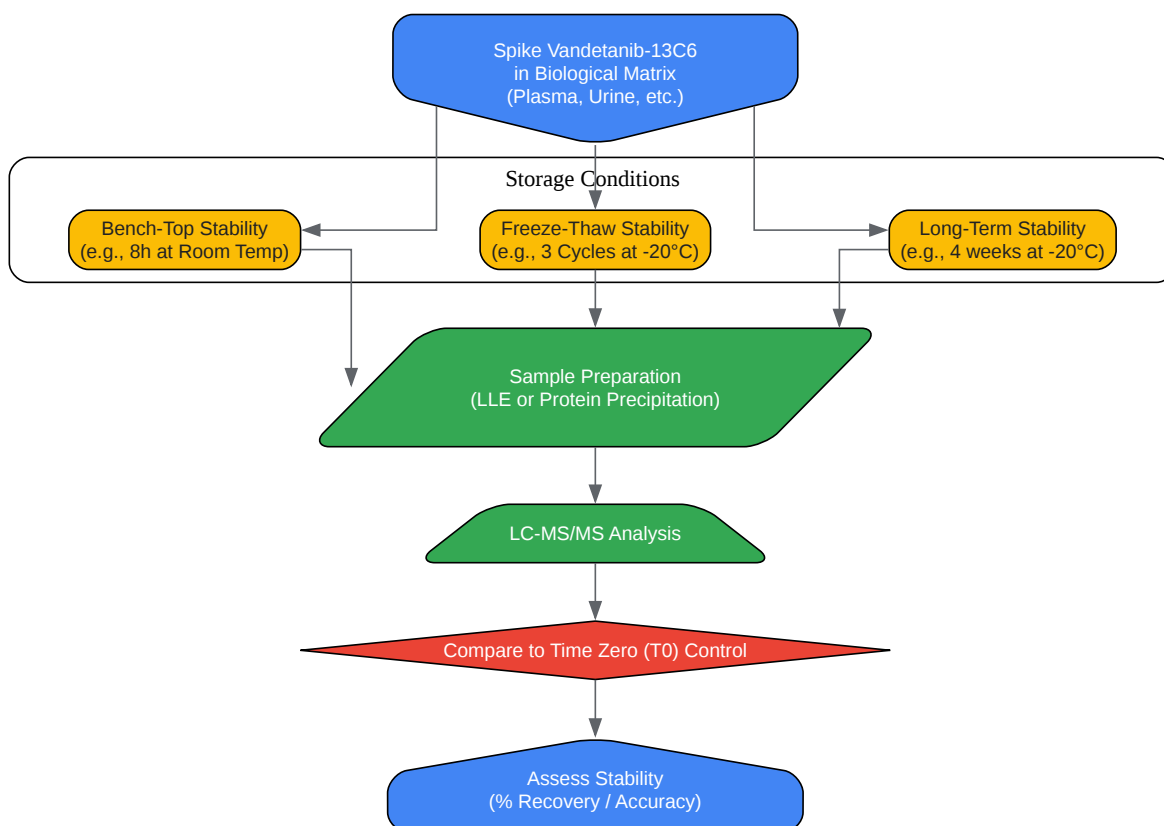 Spike Vandetanib-13C6
in Biological Matrix
(Plasma, Urine, etc.)
Storage Conditions
Bench-Top Stability
(e.g., 8h at Room Temp)
Freeze-Thaw Stability
(e.g., 3 Cycles at -20°C)
Long-Term Stability
(e.g., 4 weeks at -20°C)
Sample Preparation
(LLE or Protein Precipitation)
LC-MS/MS Analysis
Compare to Time Zero (T0) Control
Assess Stability
(% Recovery / Accuracy)